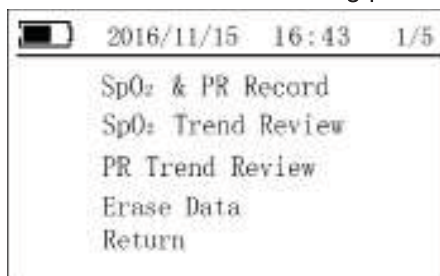 2016/11/15 16:43 1/5
SpO₂ & PR Record
SpO₂ Trend Review
PR Trend Review
Erase Data
Return